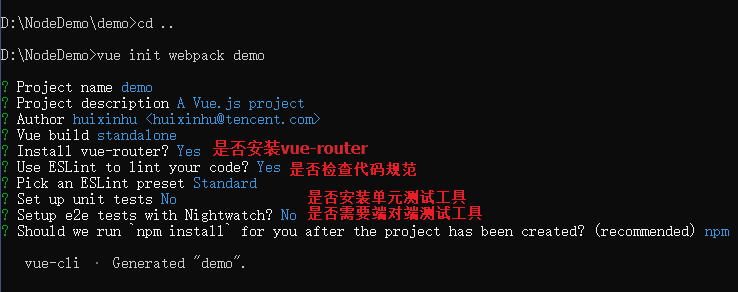 D:\NodeDemo\demo>cd ..
D:\NodeDemo>vue init webpack demo
? Project name demo
? Project description A Vue.js project
? Author huixinhu <huixinhu@tencent.com>
? Vue build standalone
? Install vue-router? Yes 是否安装vue-router
? Use ESLint to lint your code? Yes 是否检查代码规范
? Pick an ESLint preset Standard
? Set up unit tests No 是否安装单元测试工具
? Setup e2e tests with Nightwatch? No 是否需要端对端测试工具
? Should we run `npm install` for you after the project has been created? (recommended) npm
vue-cli · Generated "demo".